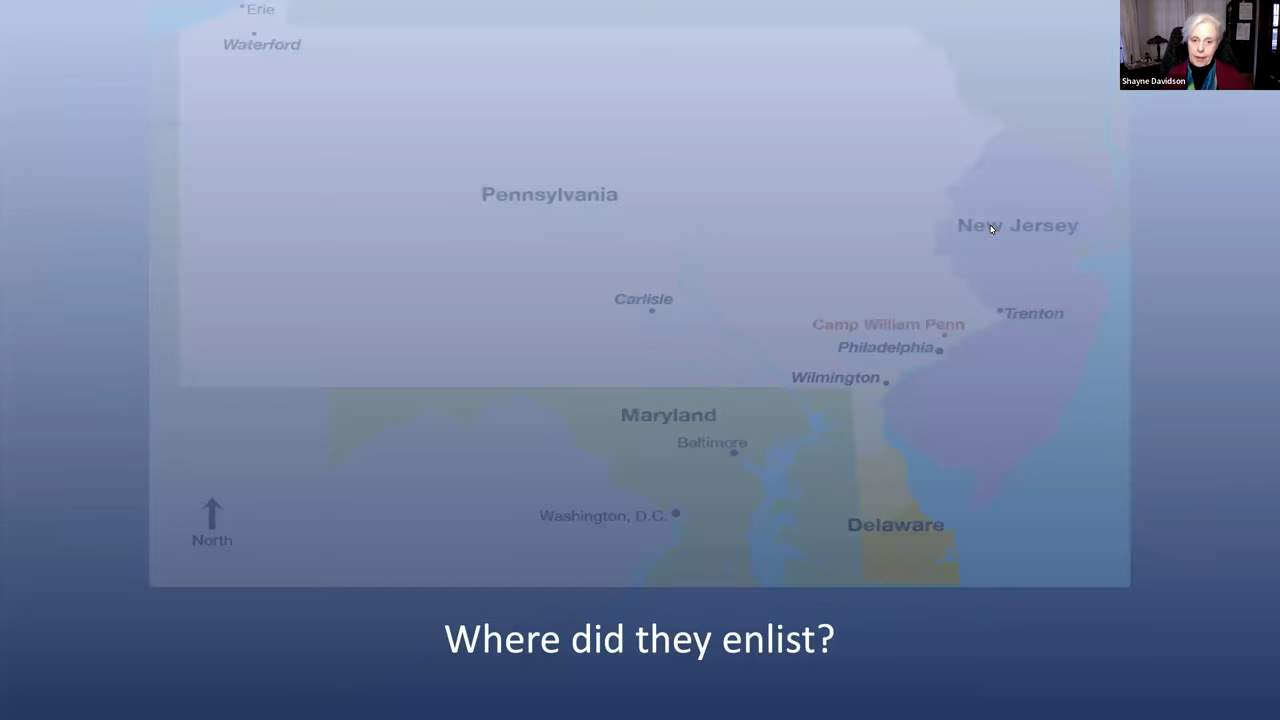 Erie
Waterford
Shayne Davidson
Pennsylvania
New Jersey
Carlisle
Trenton
Camp William Penn
Philadelphia
Wilmington
Maryland
Baltimore
Washington, D.C.
Delaware
North
Where did they enlist?